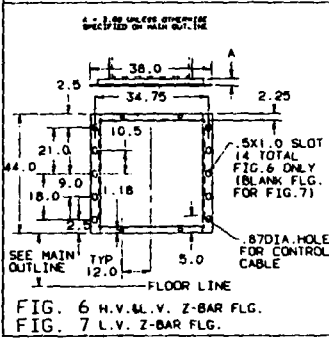 A = 2.00 UNLESS OTHERWISE
SPECIFIED ON MAIN OUTLINE
A
38.0
2.5
34.75
2.25
10.5
21.0
.5X1.0 SLOT
14 TOTAL
FIG.6 ONLY
(BLANK FLG.
FOR FIG.7)
44.0
9.0
18.0
1.18
2.5
.87DIA.HOLE
FOR CONTROL
CABLE
SEE MAIN
OUTLINE
TYP
12.0
5.0
FLOOR LINE
FIG. 6 H.V.&L.V. Z-BAR FLG.
FIG. 7 L.V. Z-BAR FLG.